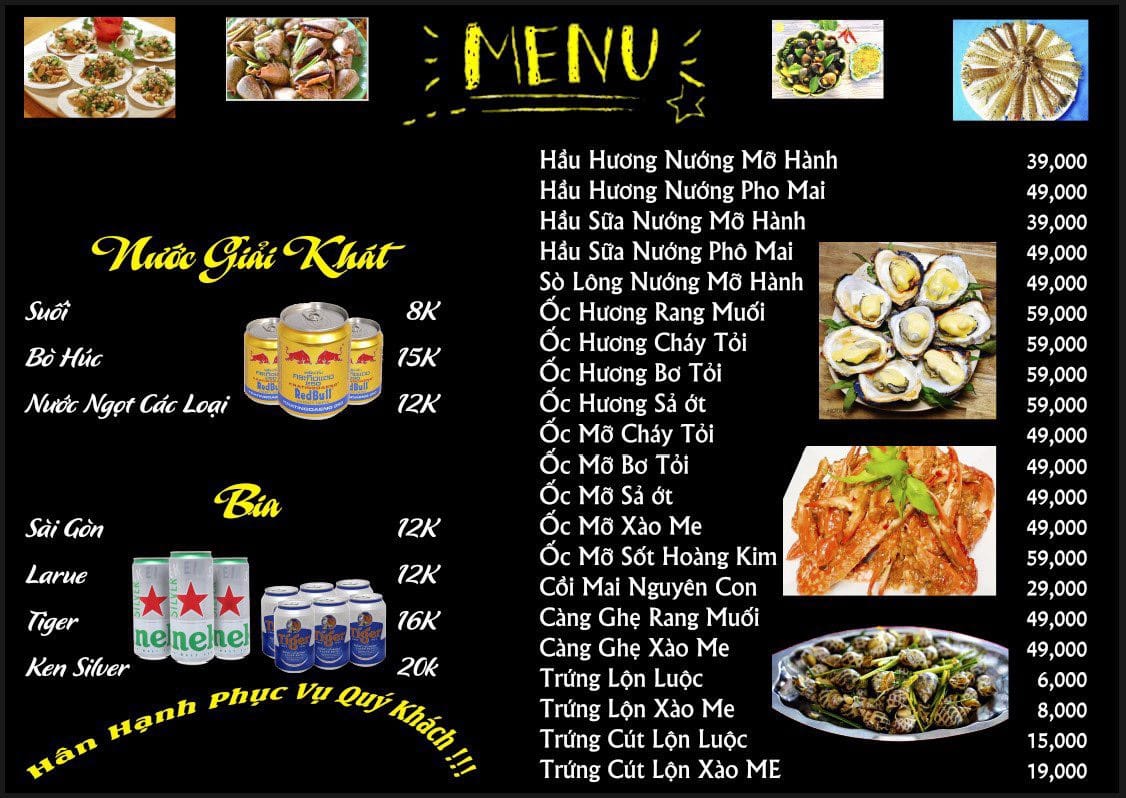 MENU
Nước Giải Khát
Suối 8K
Bò Húc 15K
Nước Ngọt Các Loại 12K
RedBull
Bia
Sài Gòn 12K
Larue 12K
Tiger 16K
Ken Silver 20k
SILVER
Tiger
Hân Hạnh Phục Vụ Quý Khách !!!
Hầu Hương Nướng Mỡ Hành 39,000
Hầu Hương Nướng Pho Mai 49,000
Hầu Sữa Nướng Mỡ Hành 39,000
Hầu Sữa Nướng Phô Mai 49,000
Sò Lông Nướng Mỡ Hành 49,000
Ốc Hương Rang Muối 59,000
Ốc Hương Cháy Tỏi 59,000
Ốc Hương Bơ Tỏi 59,000
Ốc Hương Sả ớt 59,000
Ốc Mỡ Cháy Tỏi 49,000
Ốc Mỡ Bơ Tỏi 49,000
Ốc Mỡ Sả ớt 49,000
Ốc Mỡ Xào Me 49,000
Ốc Mỡ Sốt Hoàng Kim 59,000
Cồi Mai Nguyên Con 29,000
Càng Ghẹ Rang Muối 49,000
Càng Ghẹ Xào Me 49,000
Trứng Lộn Luộc 6,000
Trứng Lộn Xào Me 8,000
Trứng Cút Lộn Luộc 15,000
Trứng Cút Lộn Xào ME 19,000